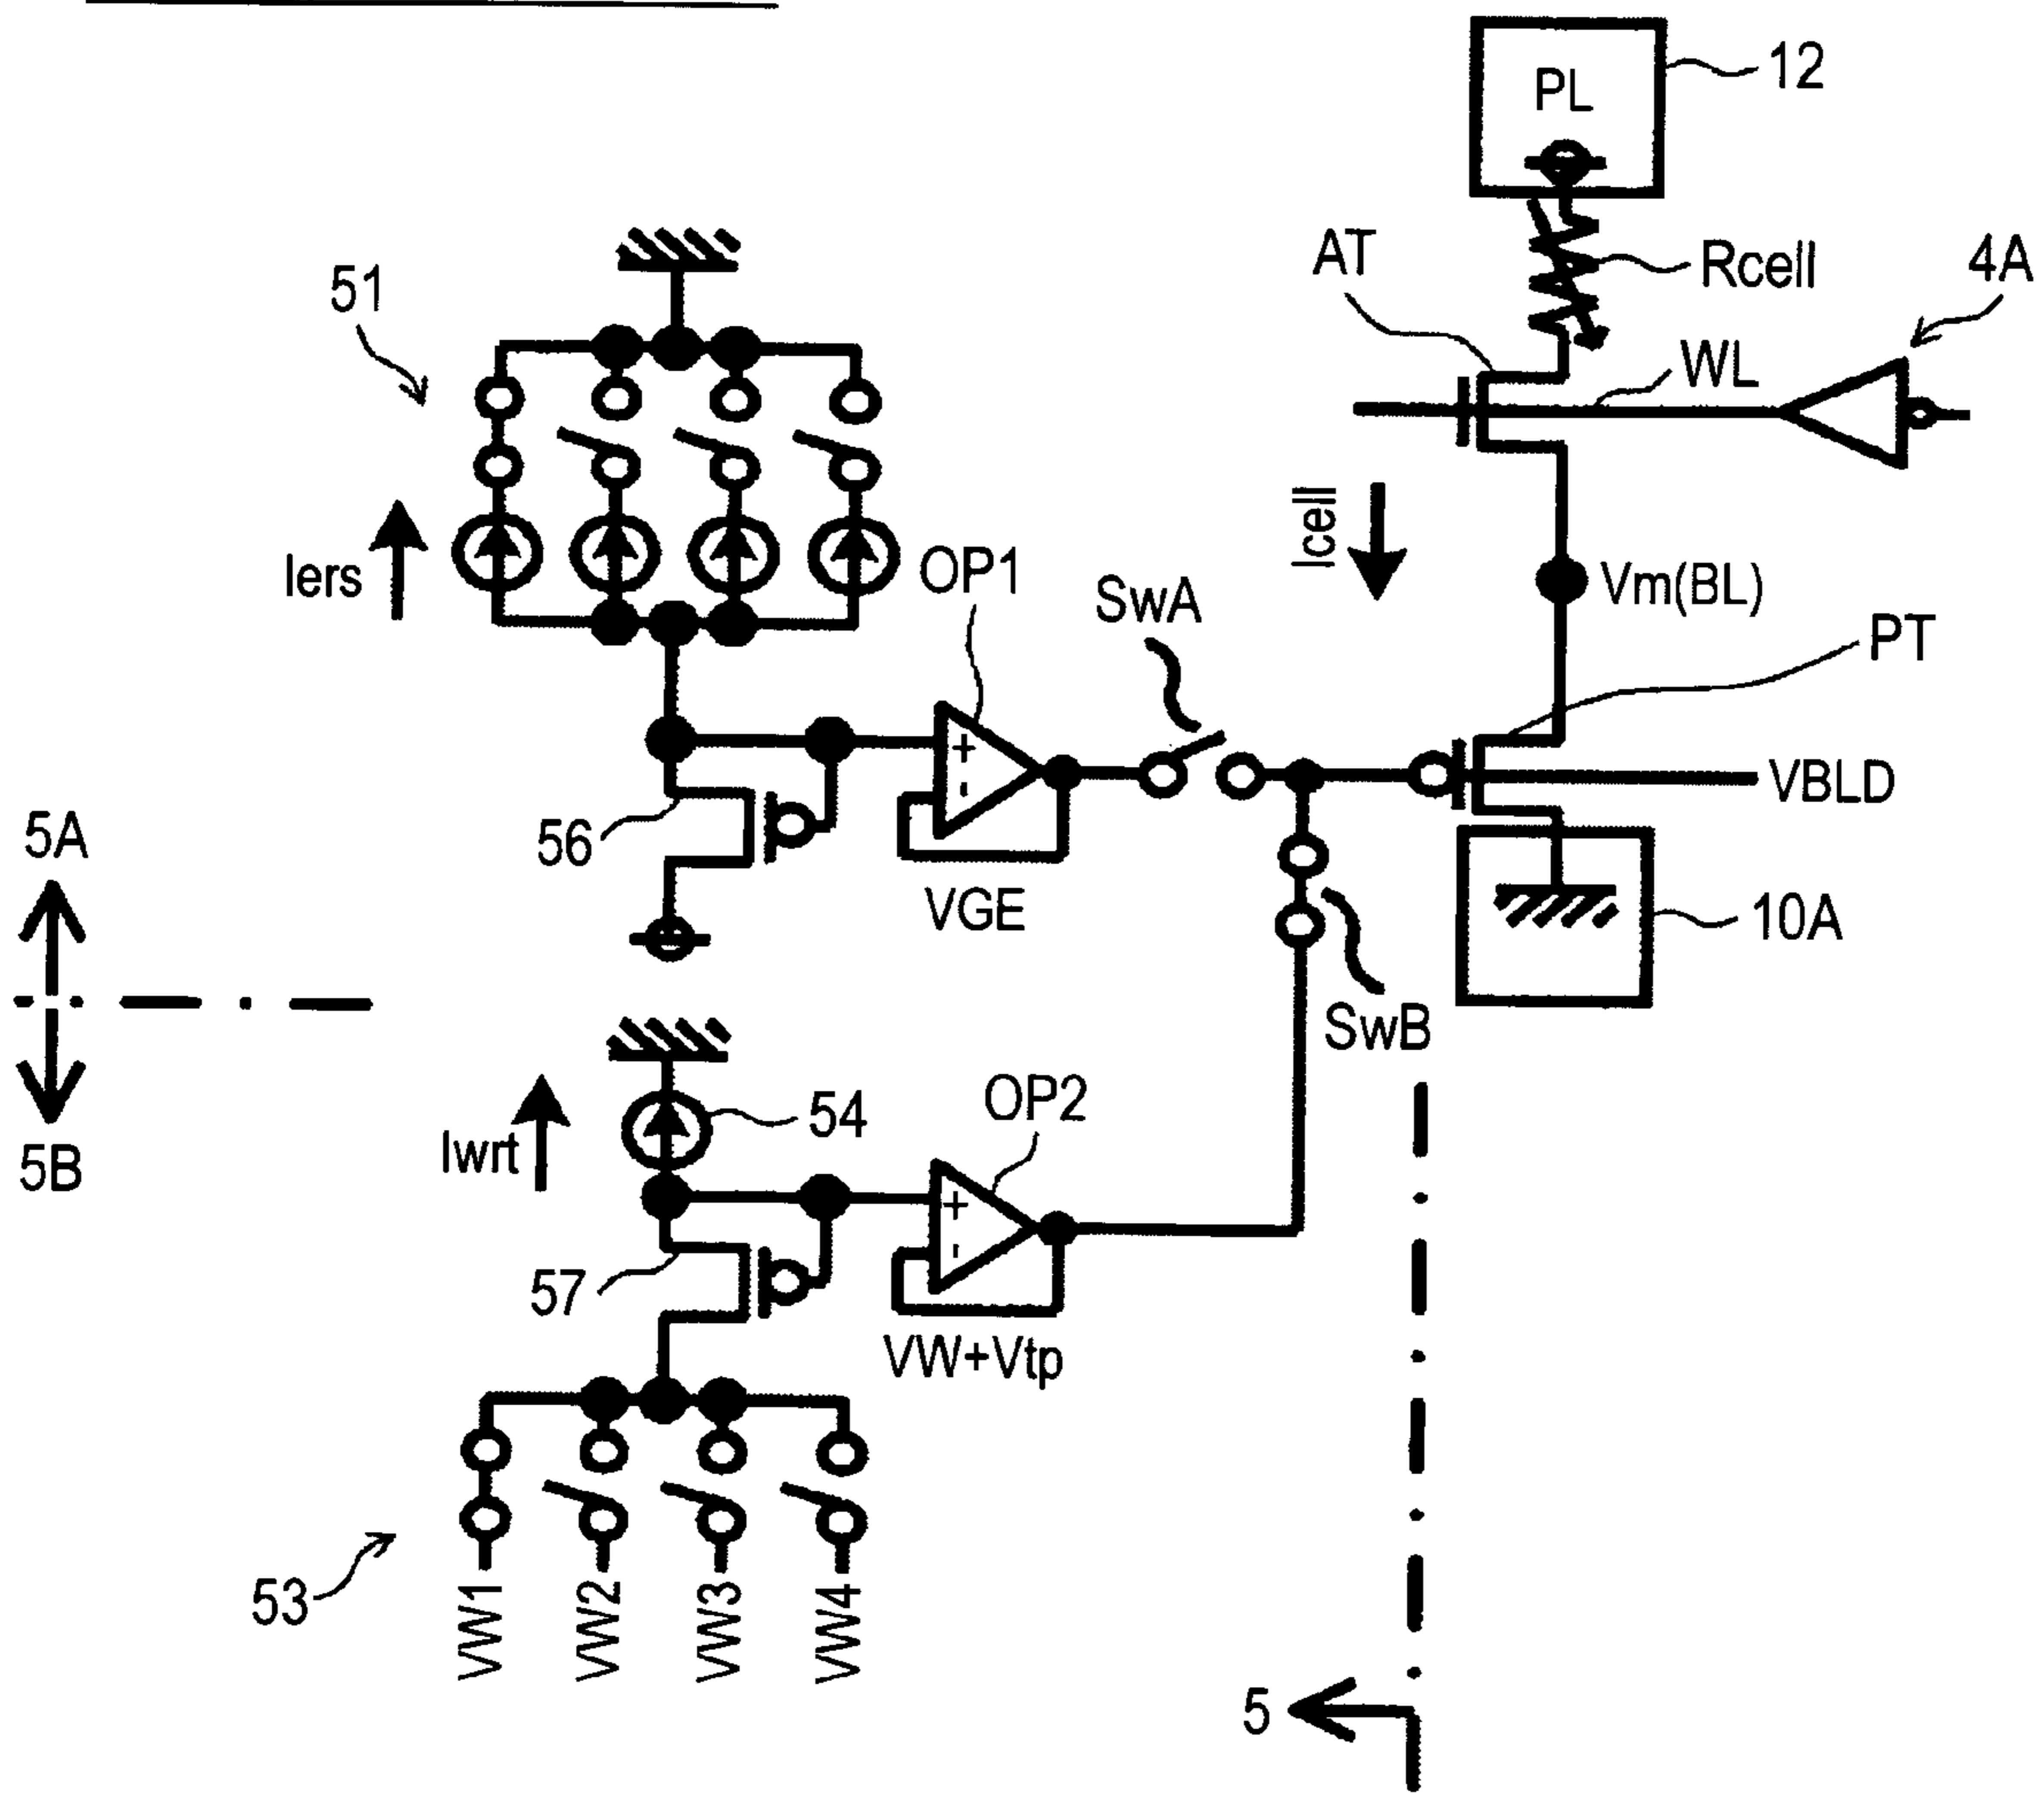 12
PL
AT
Rcell
4A
51
WL
Icell
OP1
Iers
SwA
Vm(BL)
PT
+
-
VBLD
56
5A
VGE
10A
SwB
54
OP2
Iwrt
5B
+
-
57
VW+Vtp
53
VW1
VW2
VW3
VW4
5